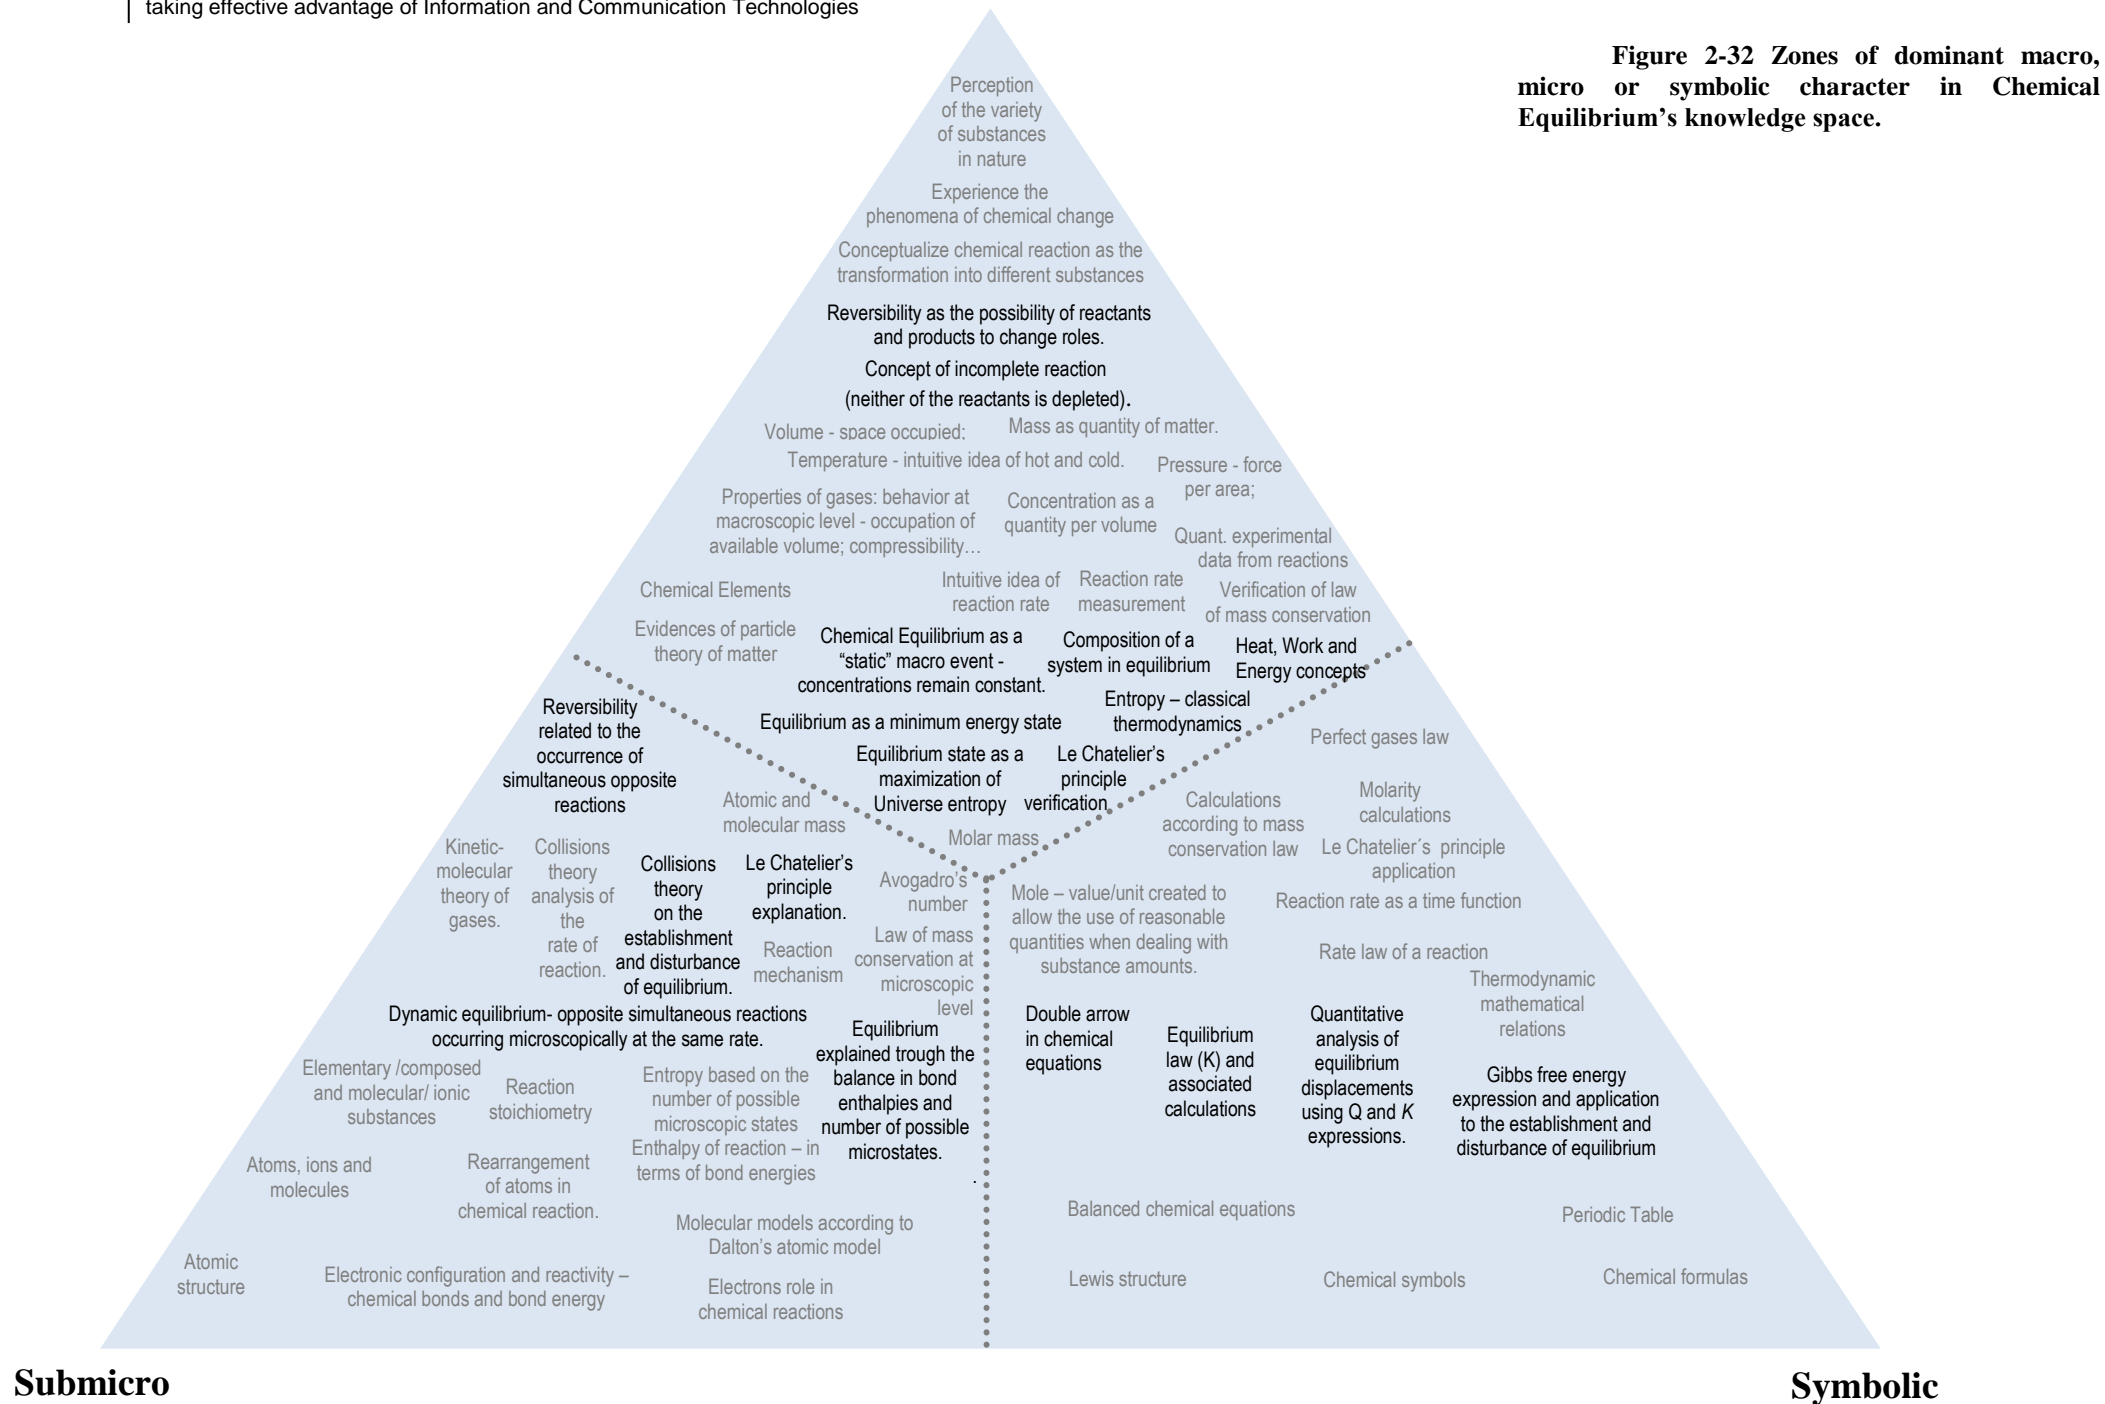 taking effective advantage of Information and Communication Technologies
Figure 2-32 Zones of dominant macro,
micro or symbolic character in Chemical
Equilibrium’s knowledge space.
Perception
of the variety
of substances
in nature
Experience the
phenomena of chemical change
Conceptualize chemical reaction as the
transformation into different substances
Reversibility as the possibility of reactants
and products to change roles.
Concept of incomplete reaction
(neither of the reactants is depleted).
Volume - space occupied;
Mass as quantity of matter.
Temperature - intuitive idea of hot and cold.
Pressure - force
per area;
Properties of gases: behavior at
macroscopic level - occupation of
available volume; compressibility…
Concentration as a
quantity per volume
Quant. experimental
data from reactions
Chemical Elements
Intuitive idea of
reaction rate
Reaction rate
measurement
Verification of law
of mass conservation
Evidences of particle
theory of matter
Chemical Equilibrium as a
“static” macro event -
concentrations remain constant.
Composition of a
system in equilibrium
Heat, Work and
Energy concepts
Entropy – classical
thermodynamics
Equilibrium as a minimum energy state
Equilibrium state as a
maximization of
Universe entropy
Le Chatelier’s
principle
verification
Reversibility
related to the
occurrence of
simultaneous opposite
reactions
Atomic and
molecular mass
Molar mass
Kinetic-
molecular
theory of
gases.
Collisions
theory
analysis of
the
rate of
reaction.
Collisions
theory
on the
establishment
and disturbance
of equilibrium.
Le Chatelier’s
principle
explanation.
Avogadro’s
number
Reaction
mechanism
Law of mass
conservation at
microscopic
level
Dynamic equilibrium- opposite simultaneous reactions
occurring microscopically at the same rate.
Equilibrium
explained trough the
balance in bond
enthalpies and
number of possible
microstates.
.
Elementary /composed
and molecular/ ionic
substances
Reaction
stoichiometry
Entropy based on the
number of possible
microscopic states
Enthalpy of reaction – in
terms of bond energies
Atoms, ions and
molecules
Rearrangement
of atoms in
chemical reaction.
Molecular models according to
Dalton’s atomic model
Atomic
structure
Electronic configuration and reactivity –
chemical bonds and bond energy
Electrons role in
chemical reactions
Perfect gases law
Calculations
according to mass
conservation law
Molarity
calculations
Le Chatelier´s principle
application
Mole – value/unit created to
allow the use of reasonable
quantities when dealing with
substance amounts.
Reaction rate as a time function
Rate law of a reaction
Thermodynamic
mathematical
relations
Double arrow
in chemical
equations
Equilibrium
law (K) and
associated
calculations
Quantitative
analysis of
equilibrium
displacements
using Q and K
expressions.
Gibbs free energy
expression and application
to the establishment and
disturbance of equilibrium
Balanced chemical equations
Periodic Table
Lewis structure
Chemical symbols
Chemical formulas
Submicro
Symbolic